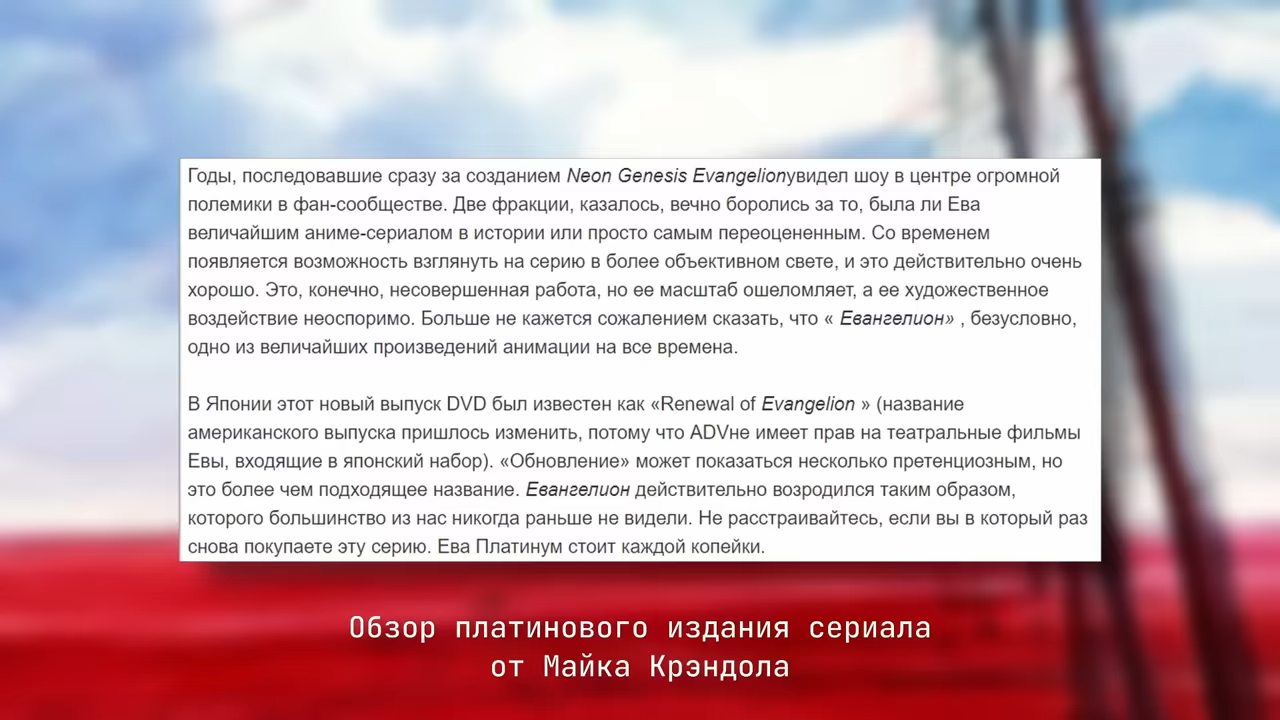 Годы, последовавшие сразу за созданием Neon Genesis Evangelionувидел шоу в центре огромной
полемики в фан-сообществе. Две фракции, казалось, вечно боролись за то, была ли Ева
величайшим аниме-сериалом в истории или просто самым переоцененным. Со временем
появляется возможность взглянуть на серию в более объективном свете, и это действительно очень
хорошо. Это, конечно, несовершенная работа, но ее масштаб ошеломляет, а ее художественное
воздействие неоспоримо. Больше не кажется сожалением сказать, что « Евангелион» , безусловно,
одно из величайших произведений анимации на все времена.
В Японии этот новый выпуск DVD был известен как «Renewal of Evangelion » (название
американского выпуска пришлось изменить, потому что ADVне имеет прав на театральные фильмы
Евы, входящие в японский набор). «Обновление» может показаться несколько претенциозным, но
это более чем подходящее название. Евангелион действительно возродился таким образом,
которого большинство из нас никогда раньше не видели. Не расстраивайтесь, если вы в который раз
снова покупаете эту серию. Ева Платинум стоит каждой копейки.
Обзор платинового издания сериала
от Майка Крэндола